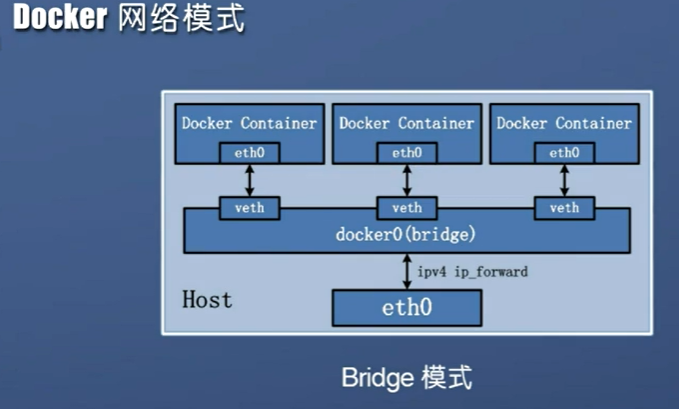 Docker 网络模式
Docker Container Docker Container Docker Container
eth0 eth0 eth0
veth veth veth
docker0(bridge)
ipv4 ip_forward
Host
eth0
Bridge 模式